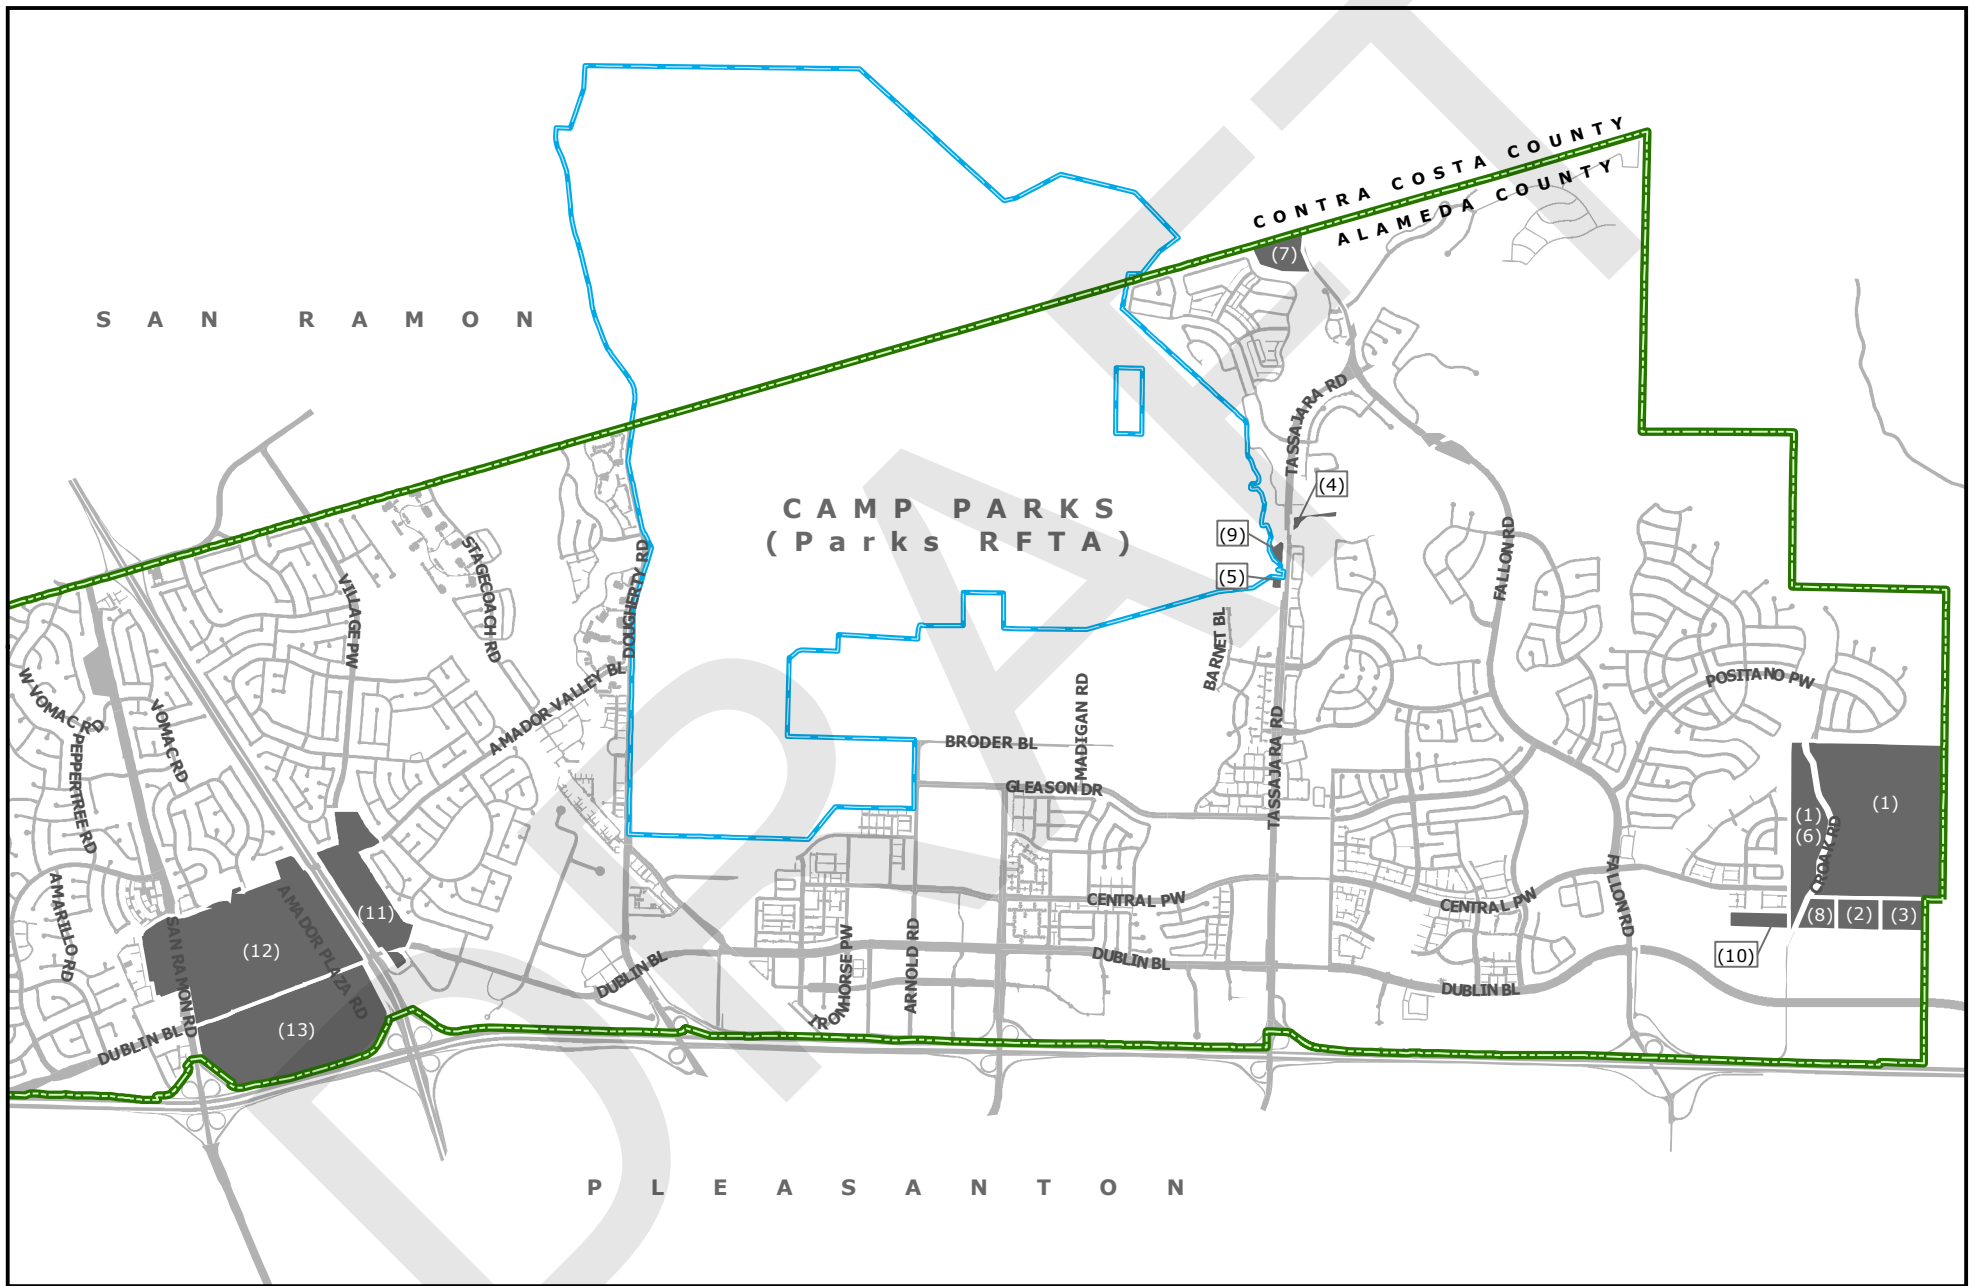 CONTRA COSTA COUNTY
ALAMEDA COUNTY
(7)
SAN RAMON
TASSAJARA RD
(4)
CAMP PARKS
(Parks RFTA)
(9)
(5)
STAGECOACH RD
VILLAGE PW
DOUGHERTY RD
FALLON RD
BARNET BL
W VOMAC RD
VOMAC RD
PEPPERTREE RD
AMADOR VALLEY BL
MADIGAN RD
BRODER BL
GLEASON DR
TASSAJARA RD
POSITANO PW
(1)
(1)
(6)
CROAK RD
AMARILLO RD
SAN RAMON RD
AMADOR PLAZA RD
(11)
(12)
(13)
DUBLIN BL
DUBLIN BL
IRONHORSE PW
ARNOLD RD
CENTRAL PW
DUBLIN BL
CENTRAL PW
FALLON RD
DUBLIN BL
(8)
(2)
(3)
(10)
PLEASANTON
DRAFT